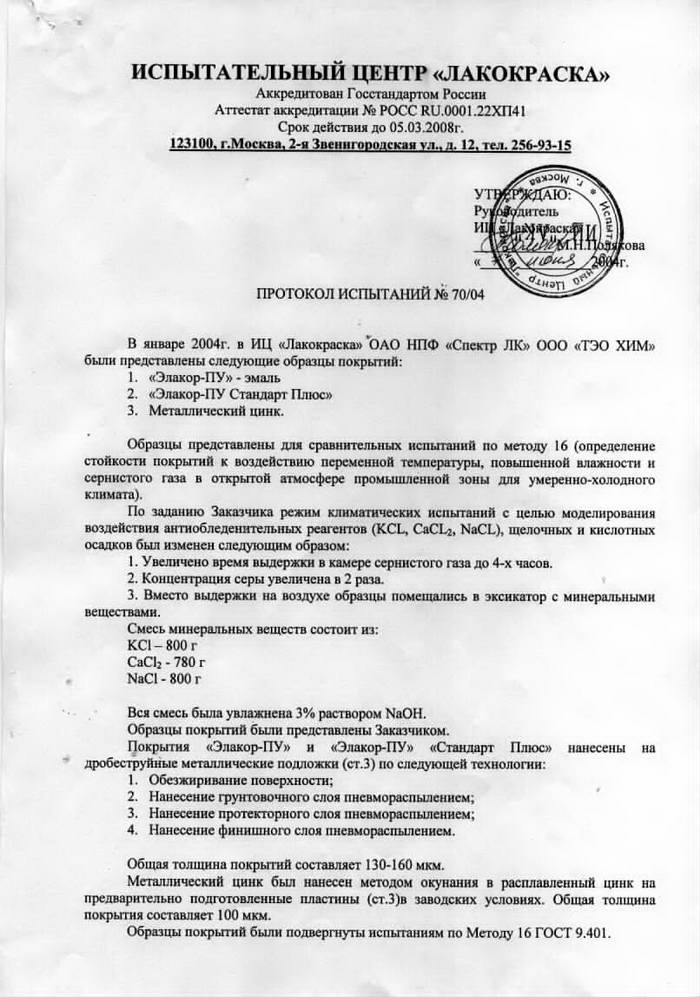 ИСПЫТАТЕЛЬНЫЙ ЦЕНТР «ЛАКОКРАСКА»
Аккредитован Госстандартом России
Аттестат аккредитации № РОСС RU.0001.22ХП41
Срок действия до 05.03.2008г.
123100, г.Москва, 2-я Звенигородская ул., д. 12, тел. 256-93-15
УТВЕРЖДАЮ:
Руководитель
ИЦ «Лакокраска»
М.Н.Полякова
« июня 2004г.
ПРОТОКОЛ ИСПЫТАНИЙ № 70/04
В январе 2004г. в ИЦ «Лакокраска» ОАО НПФ «Спектр ЛК» ООО «ТЭО ХИМ»
были представлены следующие образцы покрытий:
1. «Элакор-ПУ» - эмаль
2. «Элакор-ПУ Стандарт Плюс»
3. Металлический цинк.
Образцы представлены для сравнительных испытаний по методу 16 (определение
стойкости покрытий к воздействию переменной температуры, повышенной влажности и
сернистого газа в открытой атмосфере промышленной зоны для умеренно-холодного
климата).
По заданию Заказчика режим климатических испытаний с целью моделирования
воздействия антиобледенительных реагентов (KCL, CaCL₂, NaCL), щелочных и кислотных
осадков был изменен следующим образом:
1. Увеличено время выдержки в камере сернистого газа до 4-х часов.
2. Концентрация серы увеличена в 2 раза.
3. Вместо выдержки на воздухе образцы помещались в эксикатор с минеральными
веществами.
Смесь минеральных веществ состоит из:
KCl – 800 г
CaCl₂ - 780 г
NaCl - 800 г
Вся смесь была увлажнена 3% раствором NaOH.
Образцы покрытий были представлены Заказчиком.
Покрытия «Элакор-ПУ» и «Элакор-ПУ» «Стандарт Плюс» нанесены на
дробеструйные металлические подложки (ст.3) по следующей технологии:
1. Обезжиривание поверхности;
2. Нанесение грунтовочного слоя пневмораспылением;
3. Нанесение протекторного слоя пневмораспылением;
4. Нанесение финишного слоя пневмораспылением.
Общая толщина покрытий составляет 130-160 мкм.
Металлический цинк был нанесен методом окунания в расплавленный цинк на
предварительно подготовленные пластины (ст.3)в заводских условиях. Общая толщина
покрытия составляет 100 мкм.
Образцы покрытий были подвергнуты испытаниям по Методу 16 ГОСТ 9.401.